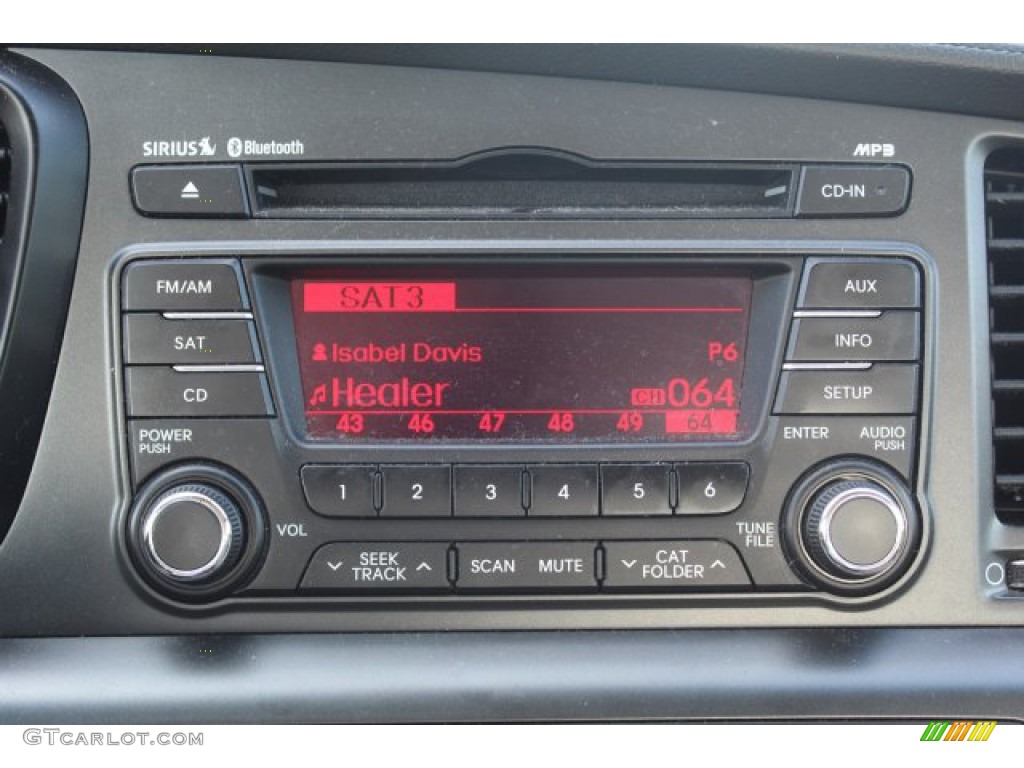 SIRIUS Bluetooth MP3
CD-IN
FM/AM SAT3 AUX
SAT Isabel Davis P6 INFO
CD Healer CH 064 SETUP
43 46 47 48 49 64
POWER PUSH ENTER AUDIO PUSH
1 2 3 4 5 6
VOL TUNE FILE
SEEK TRACK SCAN MUTE CAT FOLDER
GTCARLOT.COM